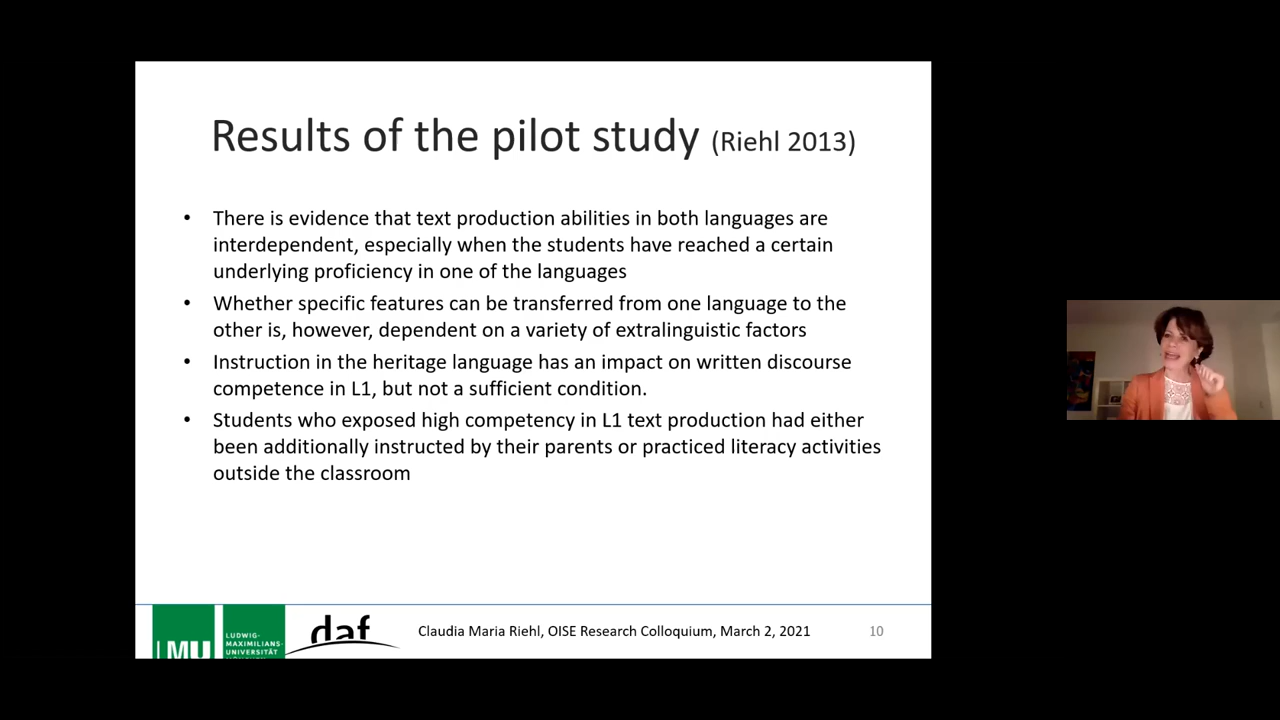 Results of the pilot study (Riehl 2013)
• There is evidence that text production abilities in both languages are
interdependent, especially when the students have reached a certain
underlying proficiency in one of the languages
• Whether specific features can be transferred from one language to the
other is, however, dependent on a variety of extralinguistic factors
• Instruction in the heritage language has an impact on written discourse
competence in L1, but not a sufficient condition.
• Students who exposed high competency in L1 text production had either
been additionally instructed by their parents or practiced literacy activities
outside the classroom
LMU
LUDWIG-
MAXIMILIANS-
UNIVERSITÄT
MÜNCHEN
daf
Claudia Maria Riehl, OISE Research Colloquium, March 2, 2021
10